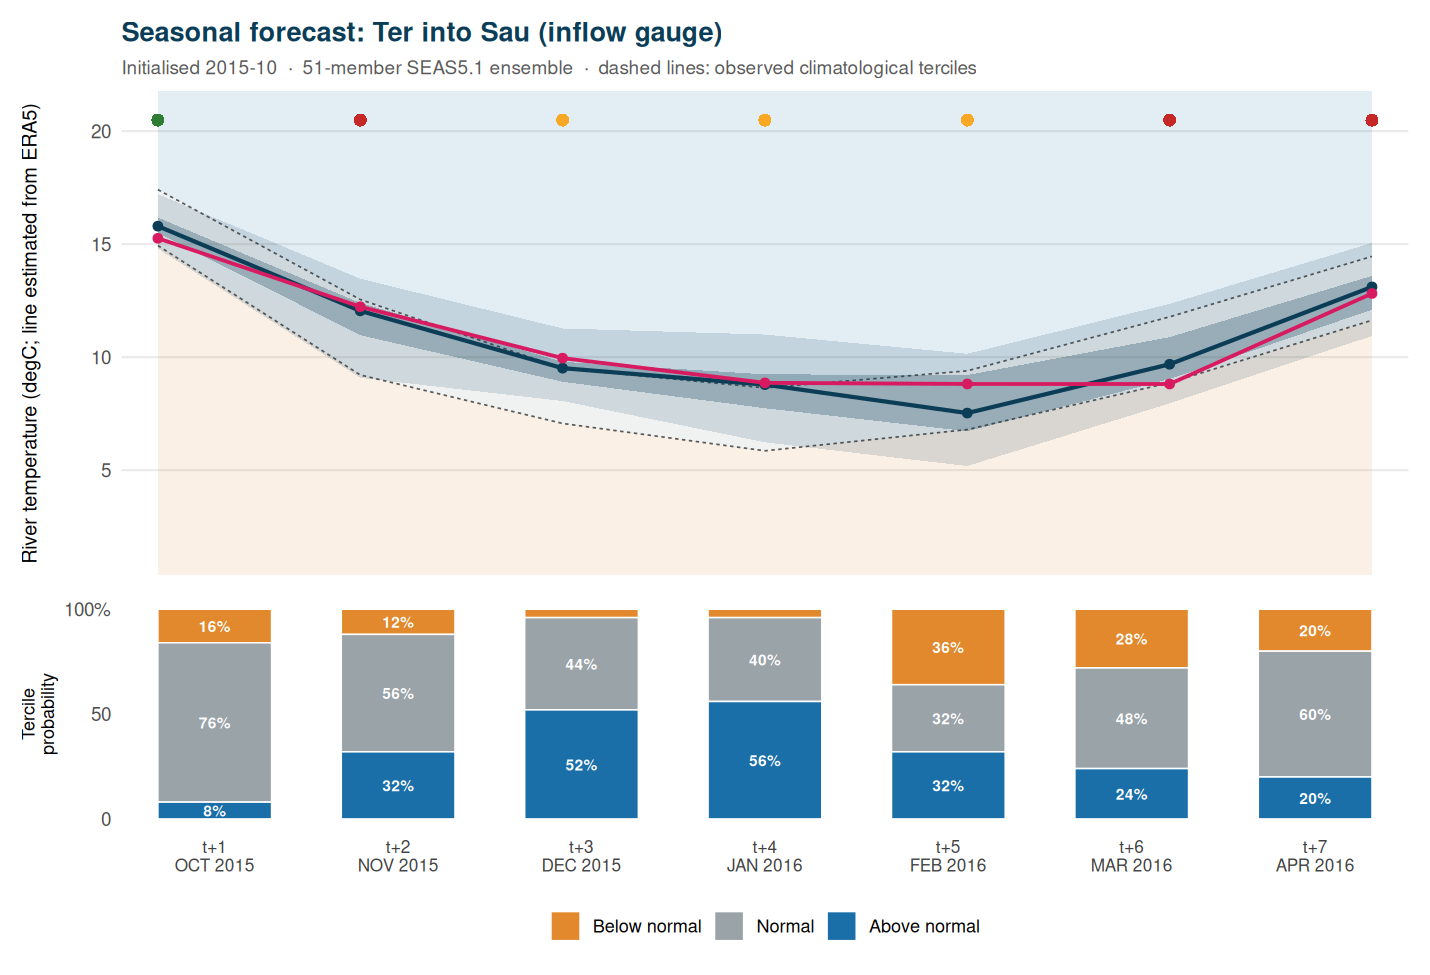 Seasonal forecast: Ter into Sau (inflow gauge)
Initialised 2015-10 · 51-member SEAS5.1 ensemble · dashed lines: observed climatological terciles
River temperature (degC; line estimated from ERA5)
20
15
10
5
Tercile
probability
100%
50
0
16%
76%
8%
12%
56%
32%
44%
52%
40%
56%
36%
32%
32%
28%
48%
24%
20%
60%
20%
t+1
OCT 2015
t+2
NOV 2015
t+3
DEC 2015
t+4
JAN 2016
t+5
FEB 2016
t+6
MAR 2016
t+7
APR 2016
Below normal
Normal
Above normal